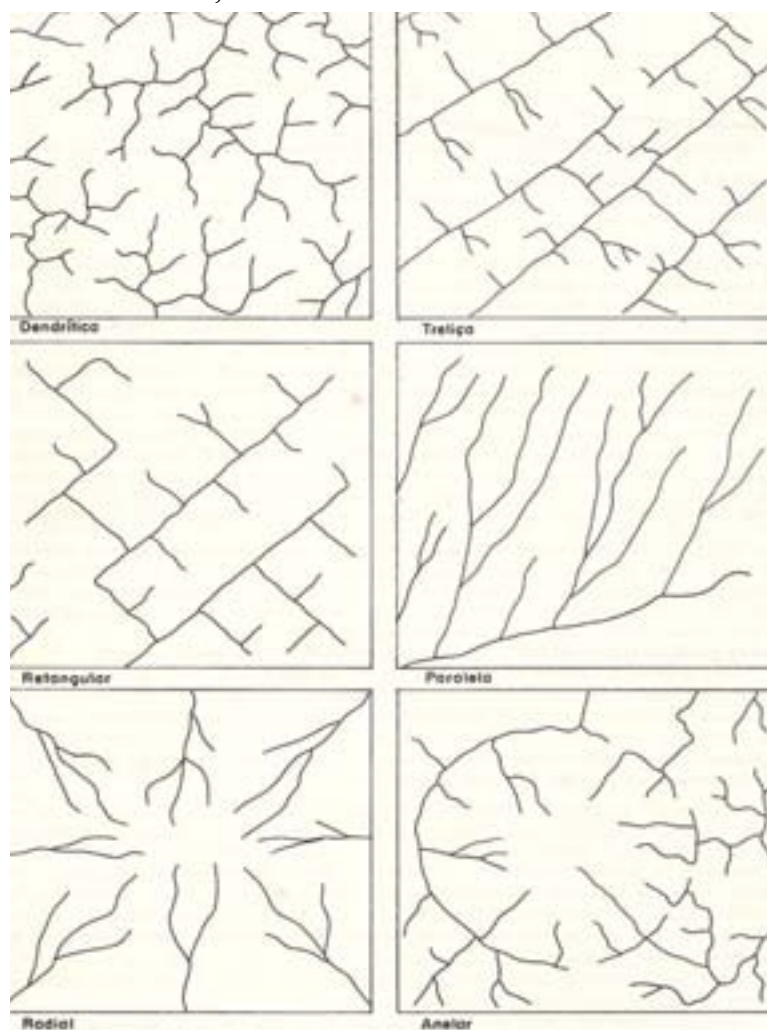 Dendrítica
Treliça
Retangular
Paralela
Radial
Anelar